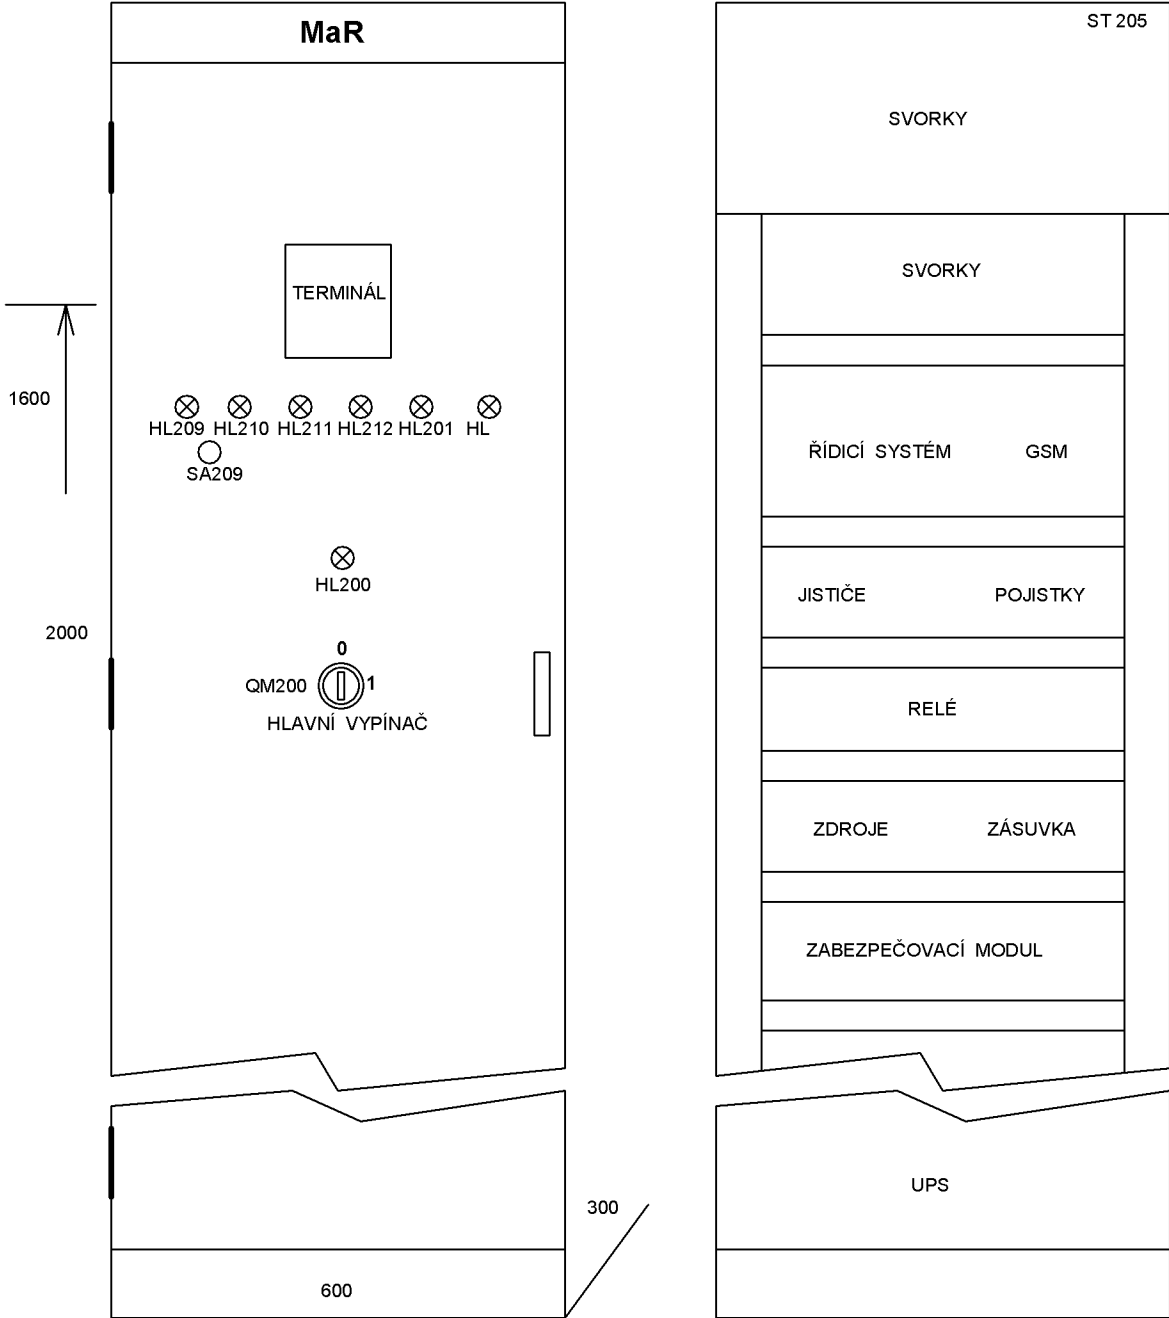 MaR
TERMINÁL
1600
HL209 HL210 HL211 HL212 HL201 HL
SA209
HL200
2000
0
QM200
1
HLAVNÍ VYPÍNAČ
300
600
ST 205
SVORKY
SVORKY
ŘÍDICÍ SYSTÉM GSM
JISTIČE POJISTKY
RELÉ
ZDROJE ZÁSUVKA
ZABEZPEČOVACÍ MODUL
UPS